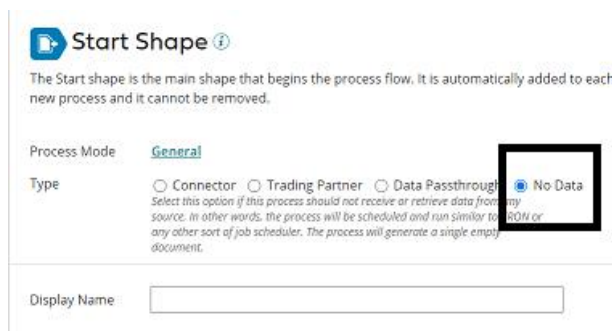 Start Shape
The Start shape is the main shape that begins the process flow. It is automatically added to each
new process and it cannot be removed.
Process Mode General
Type Connector Trading Partner Data Passthrough No Data
Select this option if this process should not receive or retrieve data from any
source. In other words, the process will be scheduled and run similar to CRON or
any other sort of job scheduler. The process will generate a single empty
document.
Display Name